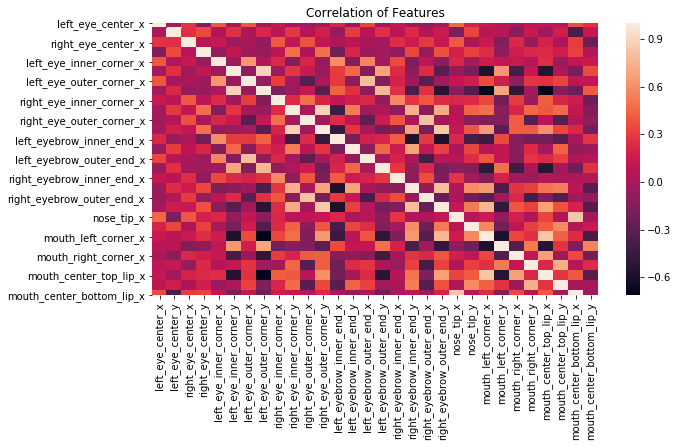 Correlation of Features
left_eye_center_x
right_eye_center_x
left_eye_inner_corner_x
left_eye_outer_corner_x
right_eye_inner_corner_x
right_eye_outer_corner_x
left_eyebrow_inner_end_x
left_eyebrow_outer_end_x
right_eyebrow_inner_end_x
right_eyebrow_outer_end_x
nose_tip_x
mouth_left_corner_x
mouth_right_corner_x
mouth_center_top_lip_x
mouth_center_bottom_lip_x
left_eye_center_x
left_eye_center_y
right_eye_center_x
right_eye_center_y
left_eye_inner_corner_x
left_eye_inner_corner_y
left_eye_outer_corner_x
left_eye_outer_corner_y
right_eye_inner_corner_x
right_eye_inner_corner_y
right_eye_outer_corner_x
right_eye_outer_corner_y
left_eyebrow_inner_end_x
left_eyebrow_inner_end_y
left_eyebrow_outer_end_x
left_eyebrow_outer_end_y
right_eyebrow_inner_end_x
right_eyebrow_inner_end_y
right_eyebrow_outer_end_x
right_eyebrow_outer_end_y
nose_tip_x
nose_tip_y
mouth_left_corner_x
mouth_left_corner_y
mouth_right_corner_x
mouth_right_corner_y
mouth_center_top_lip_x
mouth_center_top_lip_y
mouth_center_bottom_lip_x
mouth_center_bottom_lip_y
0.9
0.6
0.3
0.0
−0.3
−0.6